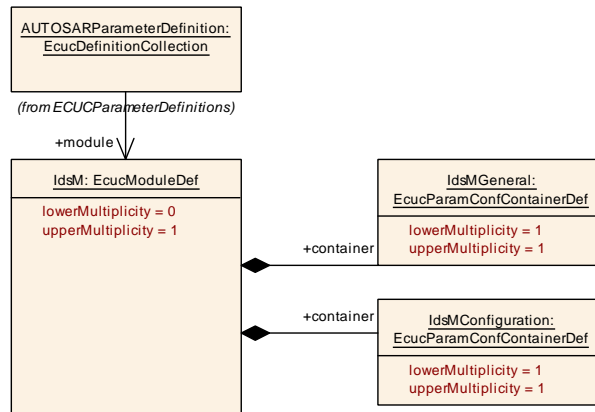 AUTOSARParameterDefinition:
EcucDefinitionCollection
(from ECUCParameterDefinitions)
+module
IdsM: EcucModuleDef
lowerMultiplicity = 0
upperMultiplicity = 1
IdsMGeneral:
EcucParamConfContainerDef
lowerMultiplicity = 1
upperMultiplicity = 1
+container
+container
IdsMConfiguration:
EcucParamConfContainerDef
lowerMultiplicity = 1
upperMultiplicity = 1